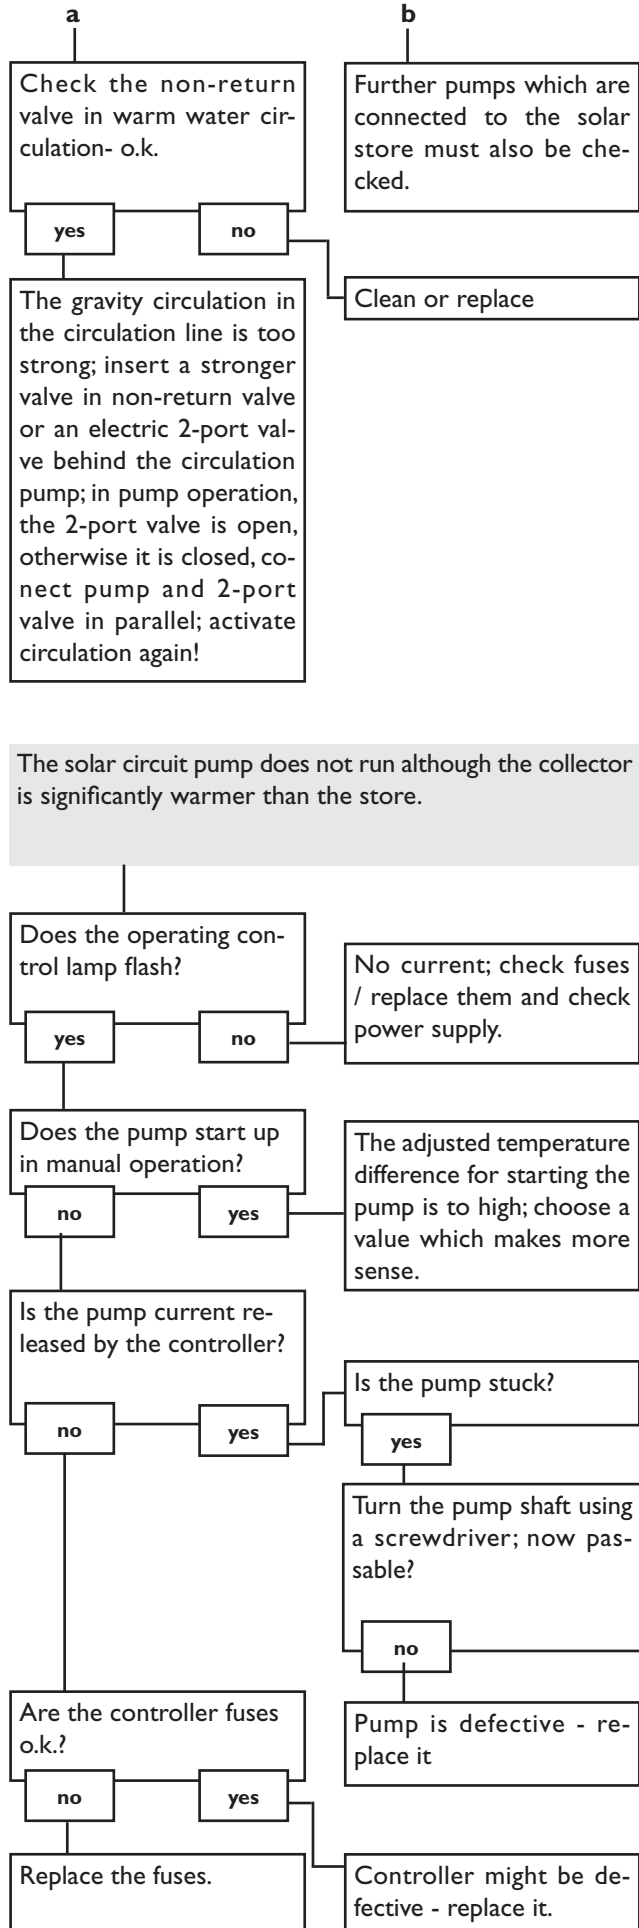 a
Check the non-return
valve in warm water cir-
culation- o.k.
yes
no
The gravity circulation in
the circulation line is too
strong; insert a stronger
valve in non-return valve
or an electric 2-port val-
ve behind the circulation
pump; in pump operation,
the 2-port valve is open,
otherwise it is closed, co-
nect pump and 2-port
valve in parallel; activate
circulation again!
b
Further pumps which are
connected to the solar
store must also be che-
cked.
Clean or replace
The solar circuit pump does not run although the collector
is significantly warmer than the store.
Does the operating con-
trol lamp flash?
yes
no
No current; check fuses
/ replace them and check
power supply.
Does the pump start up
in manual operation?
no
yes
The adjusted temperature
difference for starting the
pump is to high; choose a
value which makes more
sense.
Is the pump current re-
leased by the controller?
no
yes
Is the pump stuck?
yes
Turn the pump shaft using
a screwdriver; now pas-
sable?
no
Pump is defective - re-
place it
Are the controller fuses
o.k.?
no
yes
Replace the fuses.
Controller might be de-
fective - replace it.